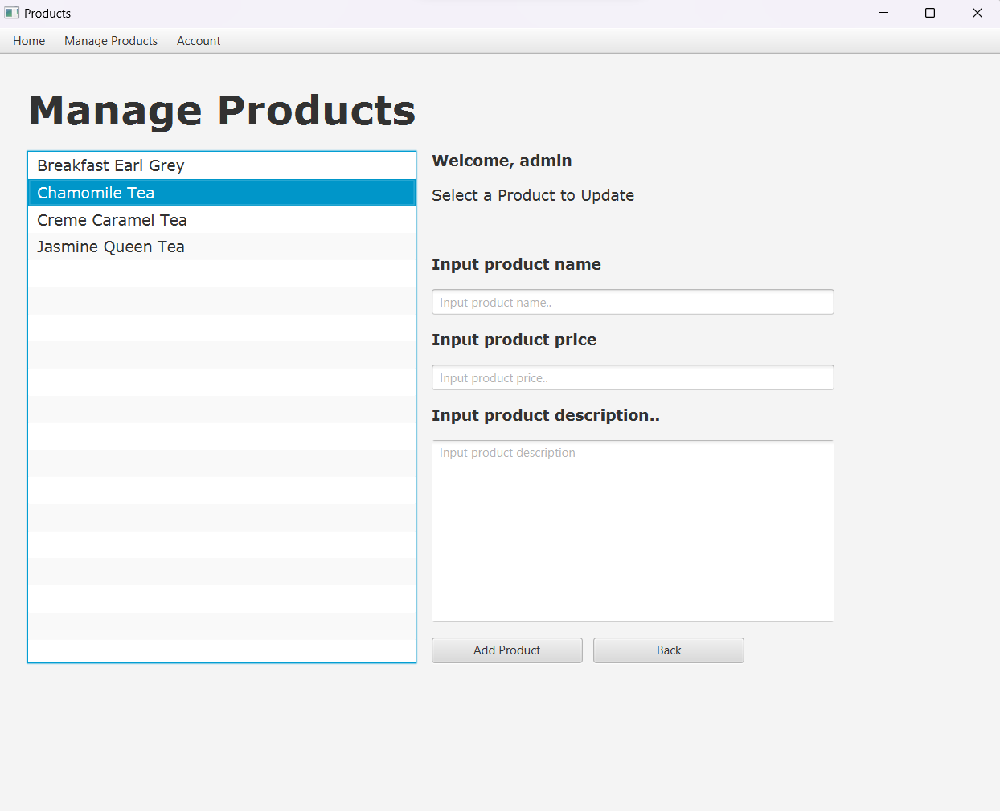 Products
Home Manage Products Account
Manage Products
Breakfast Earl Grey
Chamomile Tea
Creme Caramel Tea
Jasmine Queen Tea
Welcome, admin
Select a Product to Update
Input product name
Input product name..
Input product price
Input product price..
Input product description..
Input product description
Add Product Back